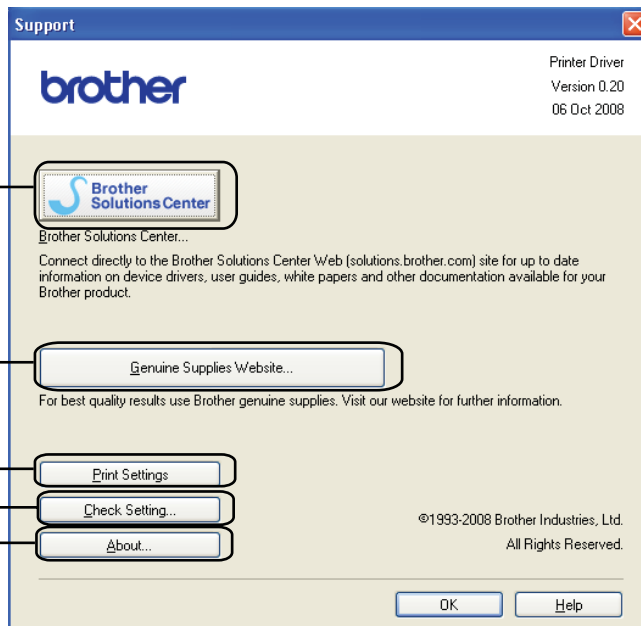 Support
brother
Printer Driver
Version 0.20
06 Oct 2008
Brother
Solutions Center
Brother Solutions Center...
Connect directly to the Brother Solutions Center Web (solutions.brother.com) site for up to date
information on device drivers, user guides, white papers and other documentation available for your
Brother product.
Genuine Supplies Website...
For best quality results use Brother genuine supplies. Visit our website for further information.
Print Settings
Check Setting...
About...
©1993-2008 Brother Industries, Ltd.
All Rights Reserved.
OK
Help